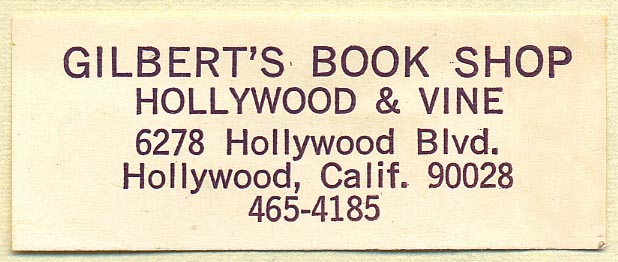 GILBERT'S BOOK SHOP
HOLLYWOOD & VINE
6278 Hollywood Blvd.
Hollywood, Calif. 90028
465-4185